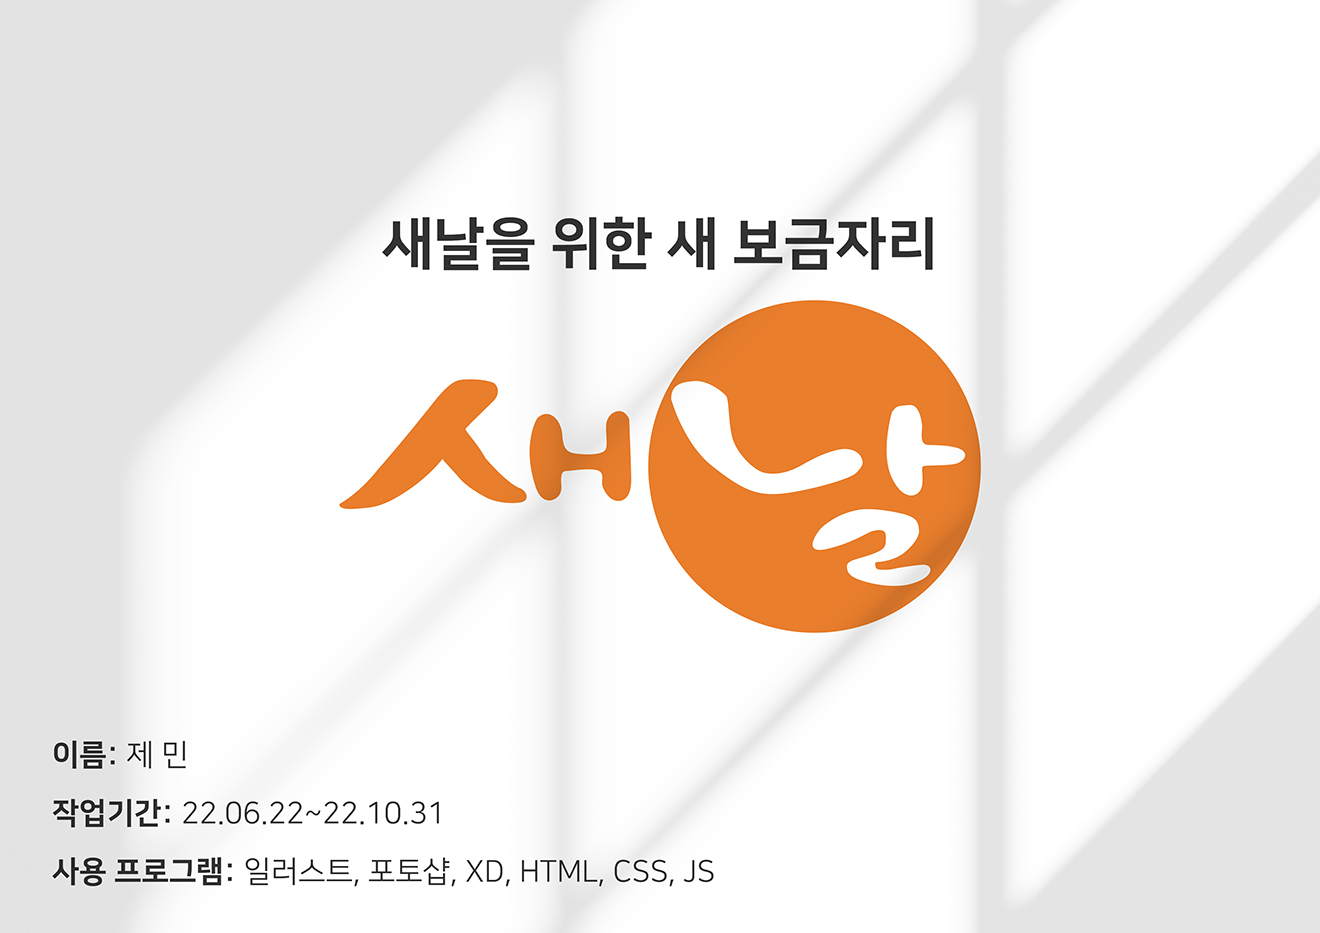 새날을 위한 새 보금자리
새날
이름: 제 민
작업기간: 22.06.22~22.10.31
사용 프로그램: 일러스트, 포토샵, XD, HTML, CSS, JS